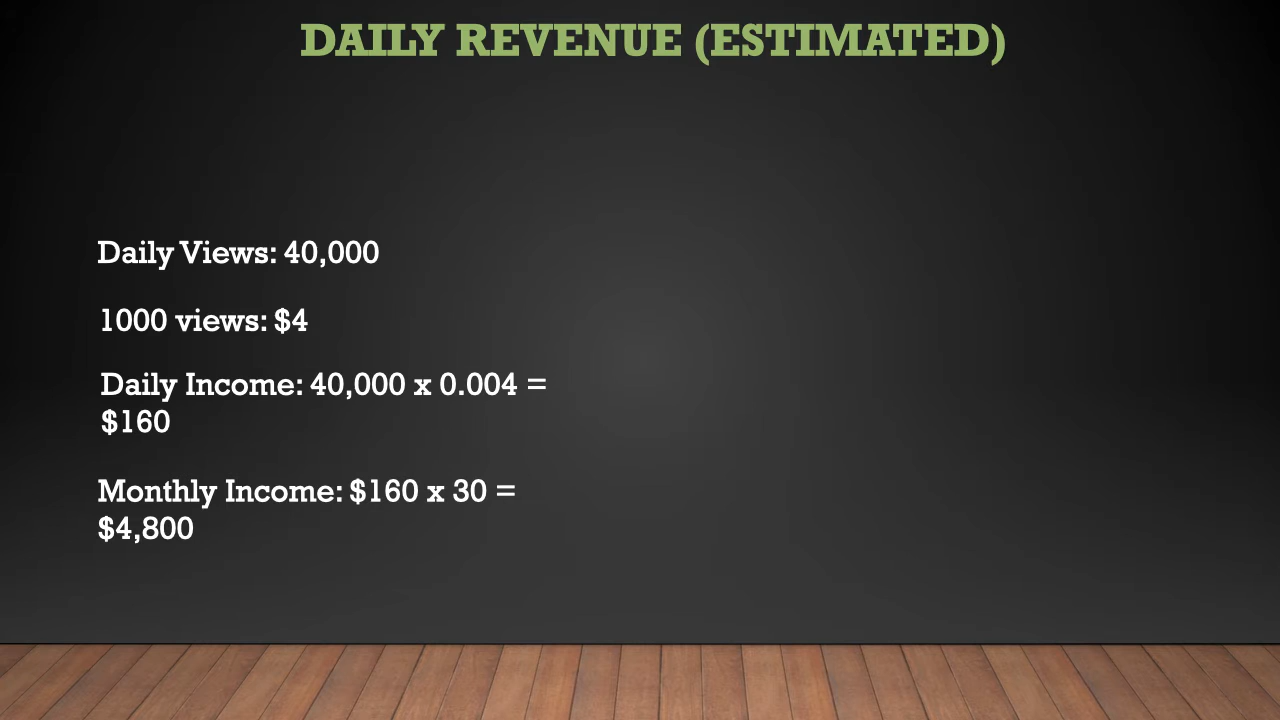 DAILY REVENUE (ESTIMATED)
Daily Views: 40,000
1000 views: $4
Daily Income: 40,000 x 0.004 =
$160
Monthly Income: $160 x 30 =
$4,800